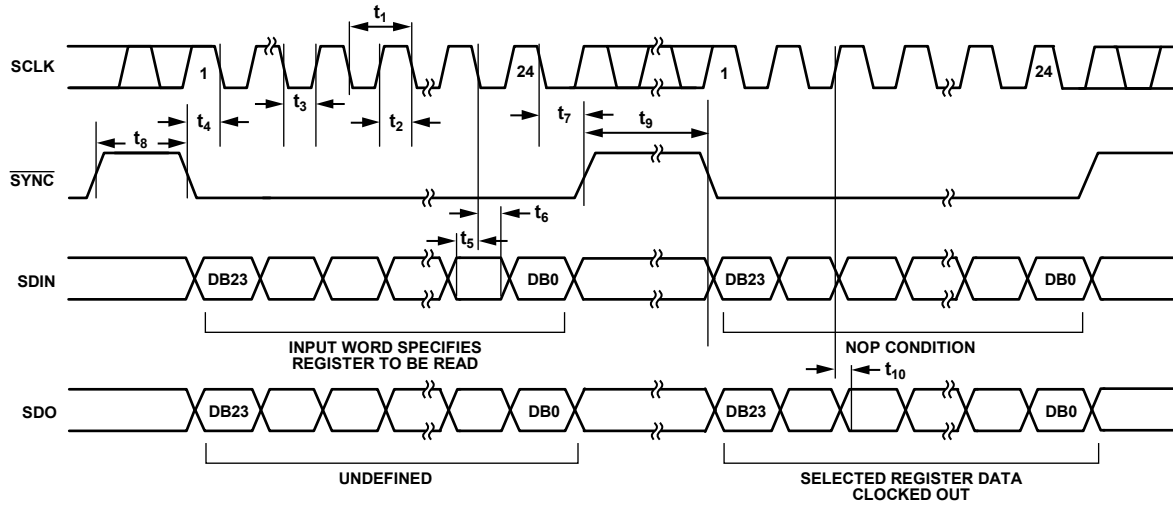 t1
SCLK
1
24
1
24
t3
t4
t2
t7
t9
t8
SYNC
t6
t5
SDIN
DB23
DB0
DB23
DB0
INPUT WORD SPECIFIES
REGISTER TO BE READ
NOP CONDITION
t10
SDO
DB23
DB0
DB23
DB0
UNDEFINED
SELECTED REGISTER DATA
CLOCKED OUT